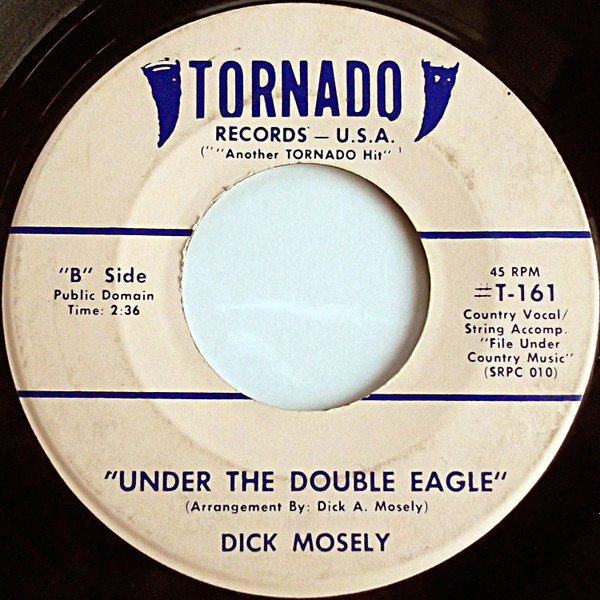 TORNADO
RECORDS — U.S.A.
(""Another TORNADO Hit" )
"B" Side
Public Domain
Time: 2:36
45 RPM
#T-161
Country Vocal/
String Accomp.
"File Under
Country Music"
(SRPC 010)
"UNDER THE DOUBLE EAGLE"
(Arrangement By: Dick A. Mosely)
DICK MOSELY